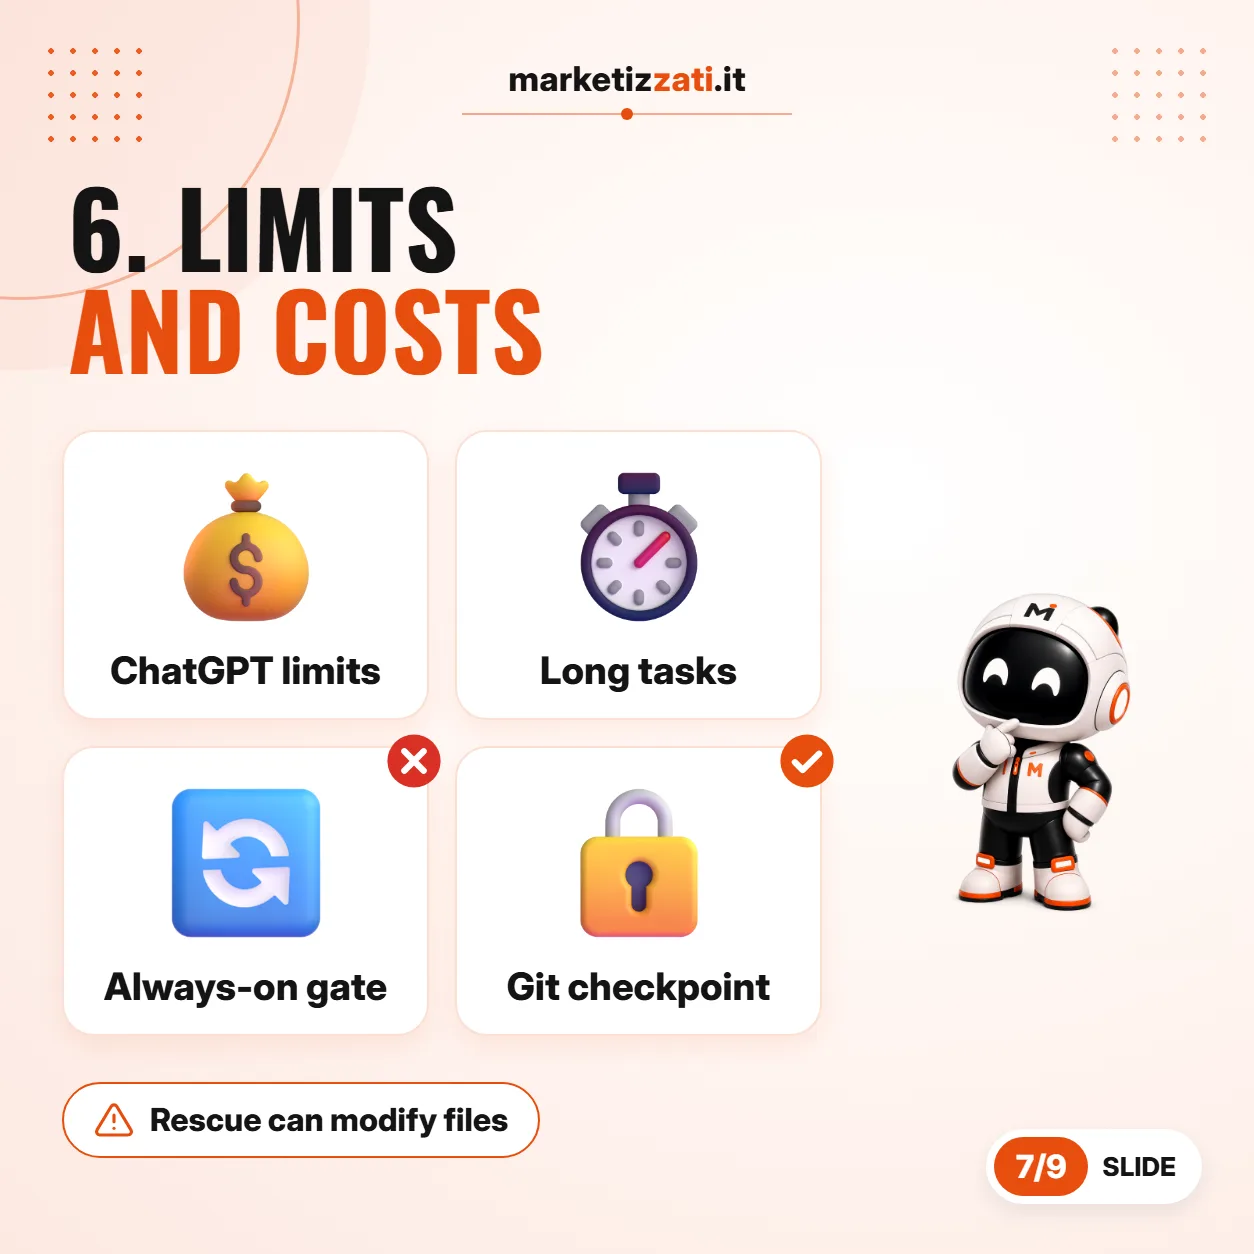 marketizzati.it
6. LIMITS
AND COSTS
$
ChatGPT limits
Long tasks
Always-on gate
Git checkpoint
Rescue can modify files
M
M
7/9 SLIDE